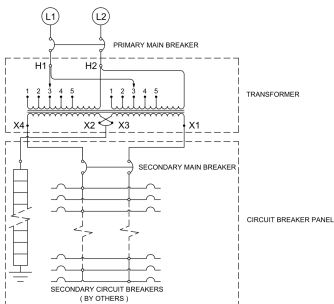 L1 L2
PRIMARY MAIN BREAKER
H1 H2
TRANSFORMER
1 2 3 4 5 1 2 3 4 5
X4 X2 X3 X1
SECONDARY MAIN BREAKER
CIRCUIT BREAKER PANEL
SECONDARY CIRCUIT BREAKERS
( BY OTHERS )